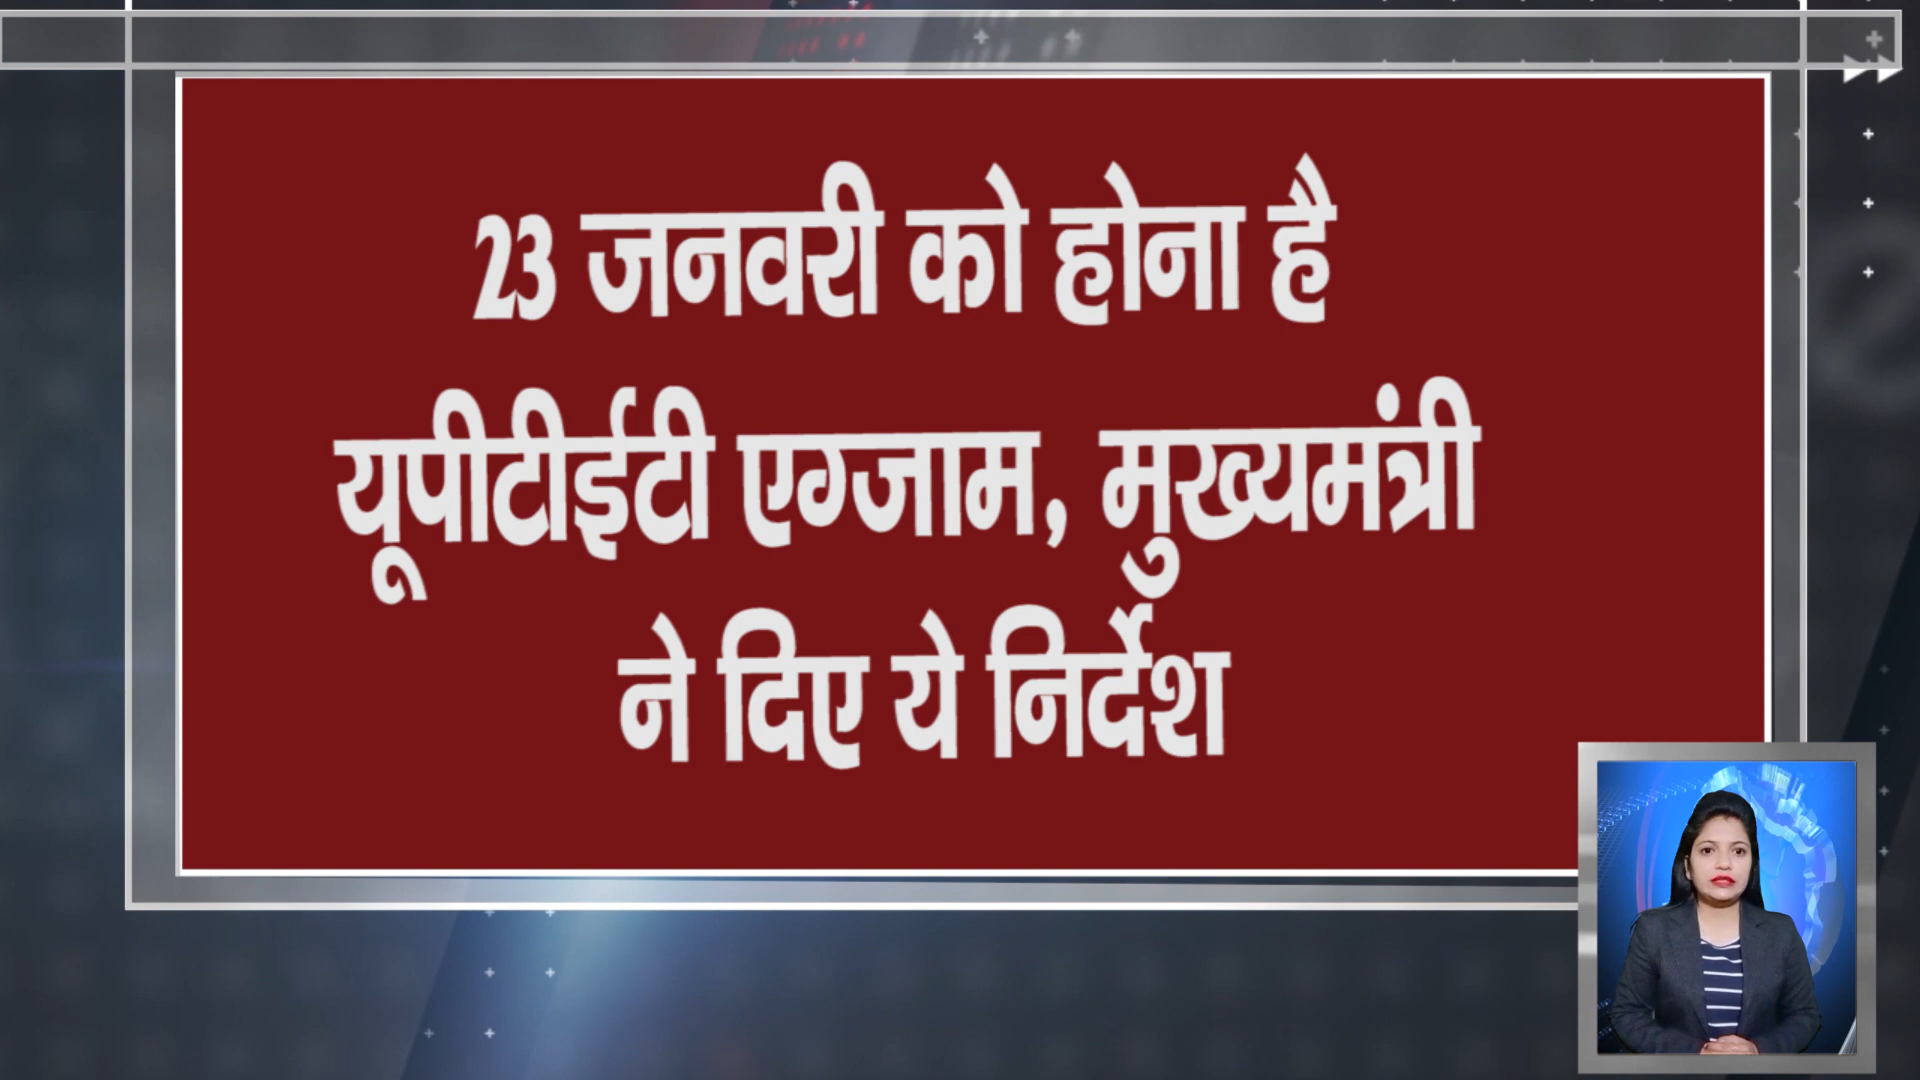 23 जनवरी को होना है
यूपीटीईटी एग्जाम, मुख्यमंत्री
ने दिए ये निर्देश